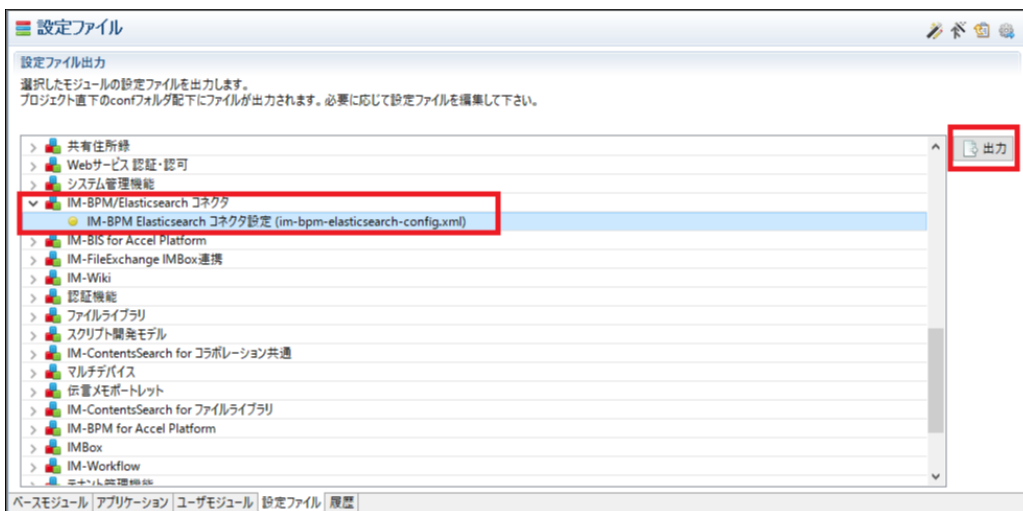 設定ファイル
設定ファイル出力
選択したモジュールの設定ファイルを出力します。
プロジェクト直下のconfフォルダ配下にファイルが出力されます。必要に応じて設定ファイルを編集して下さい。
共有住所録
出力
Webサービス 認証・認可
システム管理機能
IM-BPM/Elasticsearch コネクタ
IM-BPM Elasticsearch コネクタ設定 (im-bpm-elasticsearch-config.xml)
IM-BIS for Accel Platform
IM-FileExchange IMBox連携
IM-Wiki
認証機能
ファイルライブラリ
スクリプト開発モデル
IM-ContentsSearch for コラボレーション共通
マルチデバイス
伝言メモポートレット
IM-ContentsSearch for ファイルライブラリ
IM-BPM for Accel Platform
IMBox
IM-Workflow
テナント管理機能
ベースモジュール アプリケーション ユーザモジュール 設定ファイル 履歴